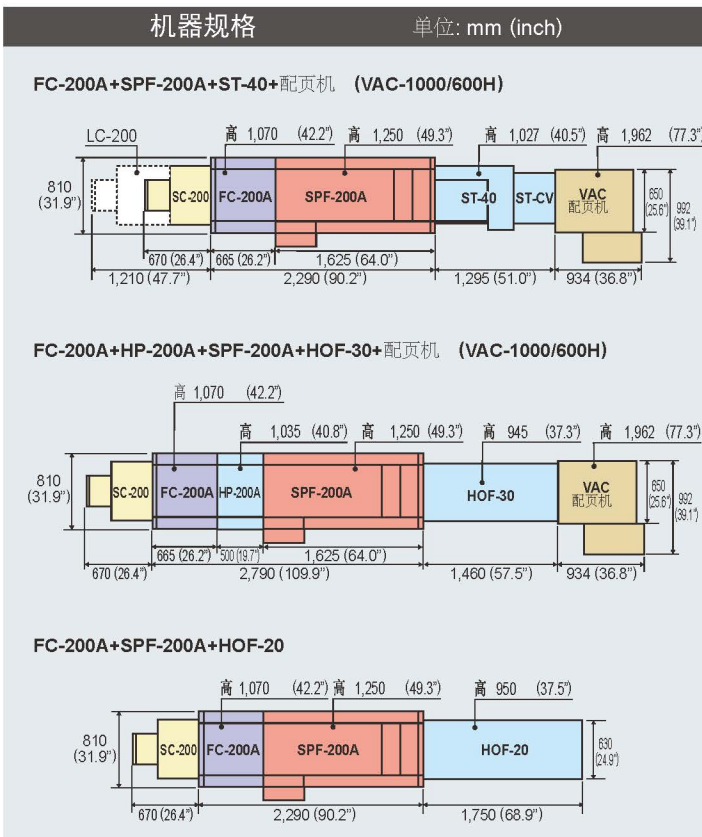 机器规格 单位: mm (inch)
FC-200A+SPF-200A+ST-40+配页机 (VAC-1000/600H)
LC-200
高 1,070 (42.2") 高 1,250 (49.3") 高 1,027 (40.5") 高 1,962 (77.3")
810
(31.9")
SC-200 FC-200A SPF-200A ST-40 ST-CV
VAC
配页机
650
(25.6")
992
(39.1")
670 (26.4") 665 (26.2") 1,625 (64.0")
1,210 (47.7") 2,290 (90.2") 1,295 (51.0") 934 (36.8")
FC-200A+HP-200A+SPF-200A+HOF-30+配页机 (VAC-1000/600H)
高 1,070 (42.2")
高 1,035 (40.8") 高 1,250 (49.3") 高 945 (37.3") 高 1,962 (77.3")
810
(31.9")
SC-200 FC-200A HP-200A SPF-200A HOF-30
VAC
配页机
650
(25.6")
992
(39.1")
665 (26.2") 500 (19.7") 1,625 (64.0")
670 (26.4") 2,790 (109.9") 1,460 (57.5") 934 (36.8")
FC-200A+SPF-200A+HOF-20
高 1,070 (42.2") 高 1,250 (49.3") 高 950 (37.5")
810
(31.9")
SC-200 FC-200A SPF-200A HOF-20
630
(24.9")
670 (26.4") 2,290 (90.2") 1,750 (68.9")